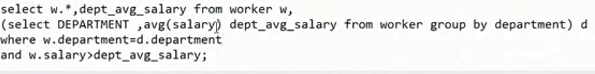 select w.*,dept_avg_salary from worker w,
(select DEPARTMENT ,avg(salary) dept_avg_salary from worker group by department) d
where w.department=d.department
and w.salary>dept_avg_salary;